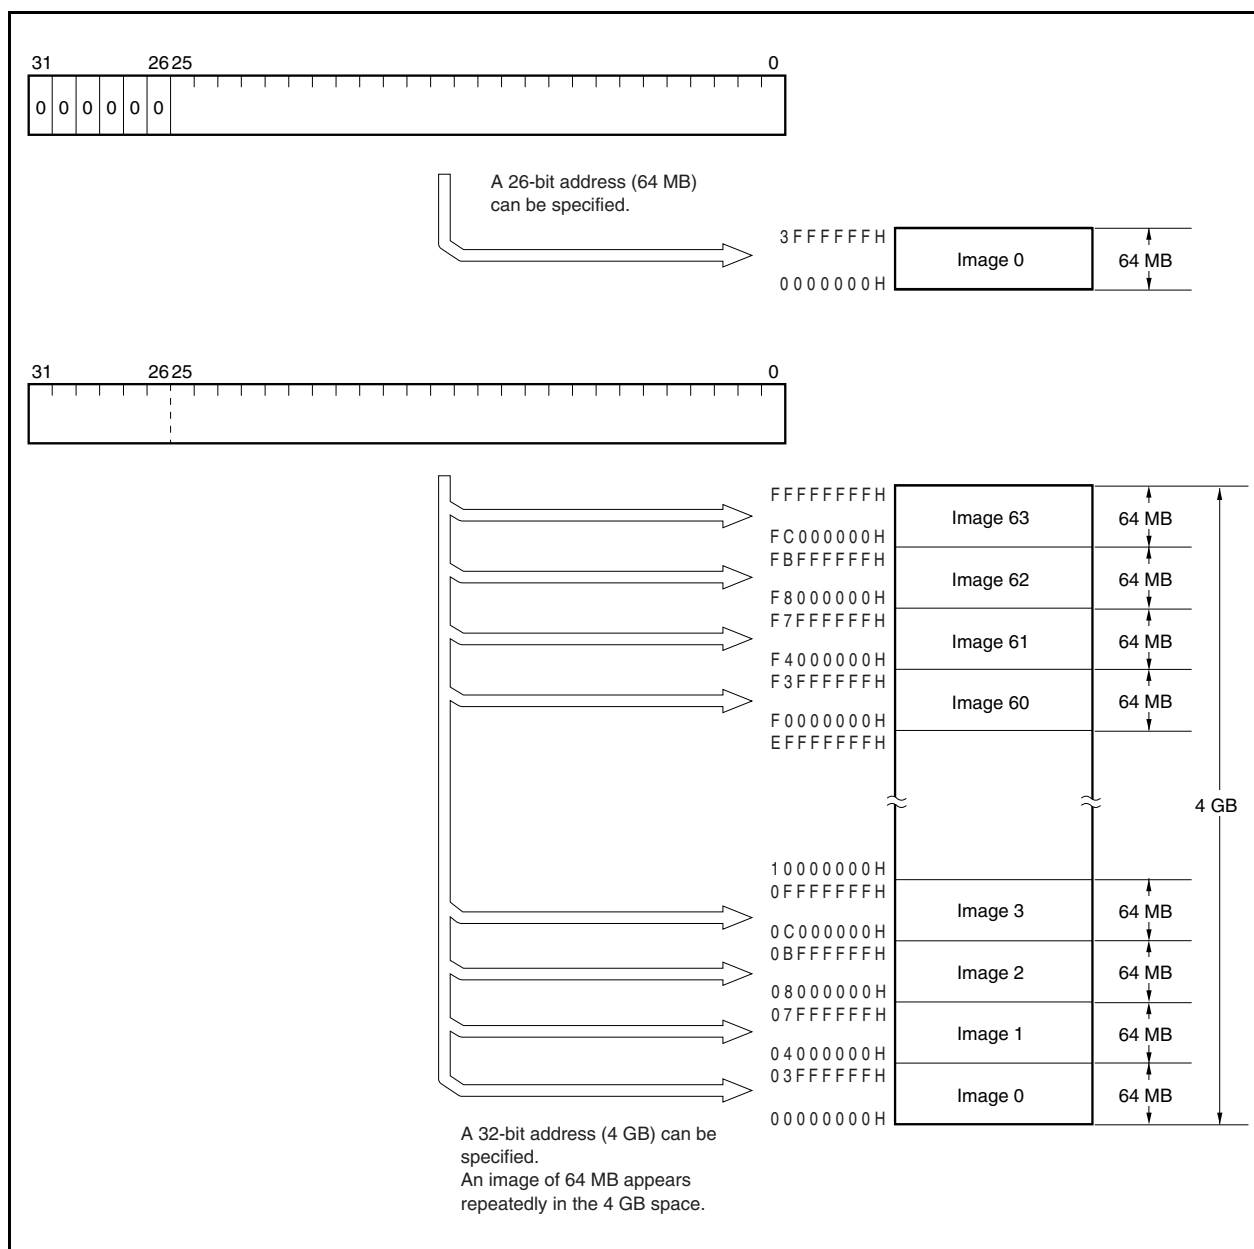 31 26 25 0
0 0 0 0 0 0
A 26-bit address (64 MB)
can be specified.
3FFFFFFH
Image 0 64 MB
0000000H
31 26 25 0
FFFFFFFFH
Image 63 64 MB
FC000000H
FBFFFFFFH
Image 62 64 MB
F8000000H
F7FFFFFFH
Image 61 64 MB
F4000000H
F3FFFFFFH
Image 60 64 MB
F0000000H
EFFFFFFFH
4 GB
10000000H
0FFFFFFFH
Image 3 64 MB
0C000000H
0BFFFFFFH
Image 2 64 MB
08000000H
07FFFFFFH
Image 1 64 MB
04000000H
03FFFFFFH
Image 0 64 MB
00000000H
A 32-bit address (4 GB) can be
specified.
An image of 64 MB appears
repeatedly in the 4 GB space.